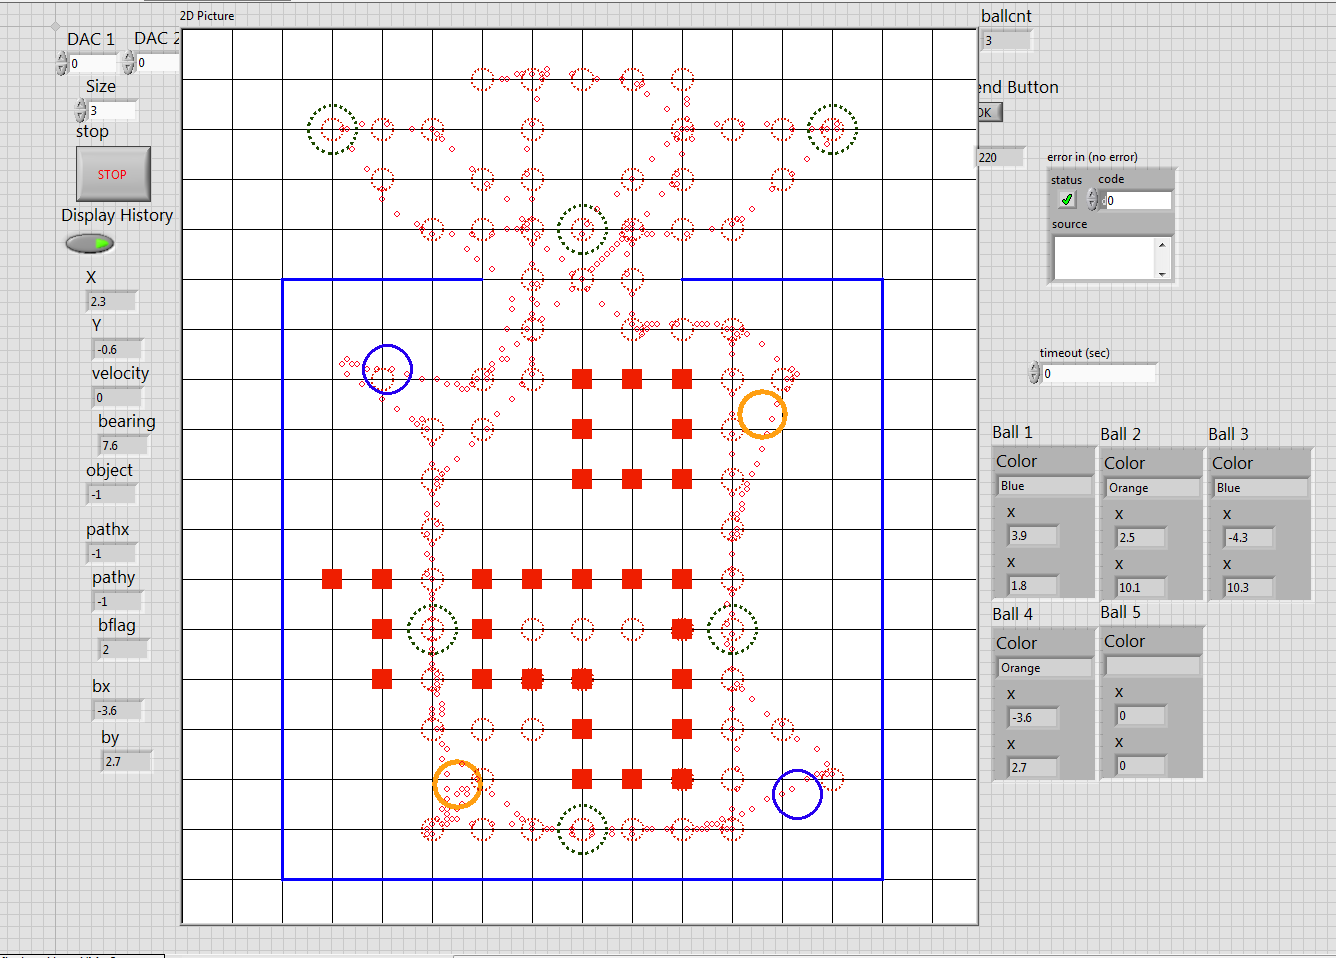 2D Picture
DAC 1
DAC 2
0
0
Size
3
stop
STOP
Display History
X
2.3
Y
-0.6
velocity
0
bearing
7.6
object
-1
pathx
-1
pathy
-1
bflag
2
bx
-3.6
by
2.7
ballcnt
3
end Button
OK
220
error in (no error)
status
code
0
source
timeout (sec)
0
Ball 1
Color
Blue
X
3.9
X
1.8
Ball 2
Color
Orange
X
2.5
X
10.1
Ball 3
Color
Blue
X
-4.3
X
10.3
Ball 4
Color
Orange
X
-3.6
X
2.7
Ball 5
Color
X
0
X
0